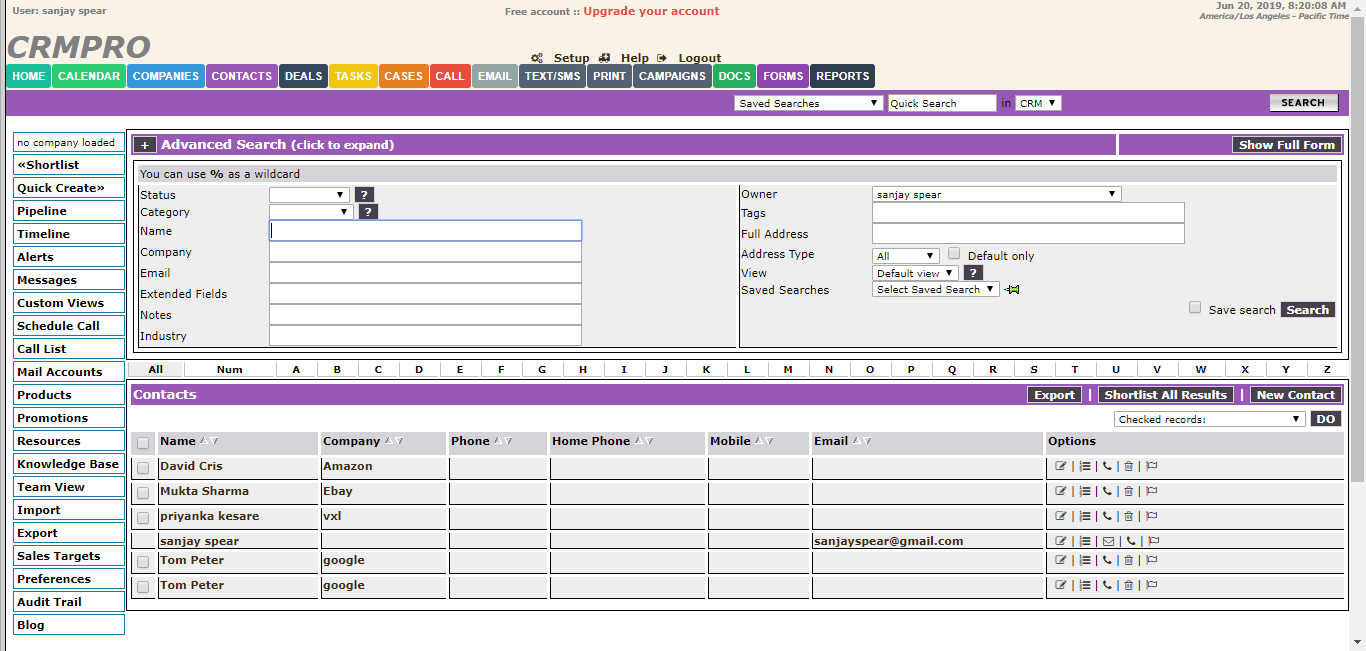 User: sanjay spear
Free account :: Upgrade your account
Jun 20, 2019, 8:20:08 AM
America/Los Angeles - Pacific Time
CRMPRO
Setup Help Logout
HOME CALENDAR COMPANIES CONTACTS DEALS TASKS CASES CALL EMAIL TEXT/SMS PRINT CAMPAIGNS DOCS FORMS REPORTS
Saved Searches Quick Search in CRM SEARCH
no company loaded
«Shortlist
Quick Create»
Pipeline
Timeline
Alerts
Messages
Custom Views
Schedule Call
Call List
Mail Accounts
Products
Promotions
Resources
Knowledge Base
Team View
Import
Export
Sales Targets
Preferences
Audit Trail
Blog
+ Advanced Search (click to expand) Show Full Form
You can use % as a wildcard
Status ?
Category ?
Name
Company
Email
Extended Fields
Notes
Industry
Owner sanjay spear
Tags
Full Address
Address Type All Default only
View Default view ?
Saved Searches Select Saved Search
Save search Search
All Num A B C D E F G H I J K L M N O P Q R S T U V W X Y Z
Contacts Export | Shortlist All Results | New Contact
Checked records: DO
Name Company Phone Home Phone Mobile Email Options
David Cris Amazon | | | |
Mukta Sharma Ebay | | | |
priyanka kesare vxl | | | |
sanjay spear sanjayspear@gmail.com | | | |
Tom Peter google | | | |
Tom Peter google | | | |